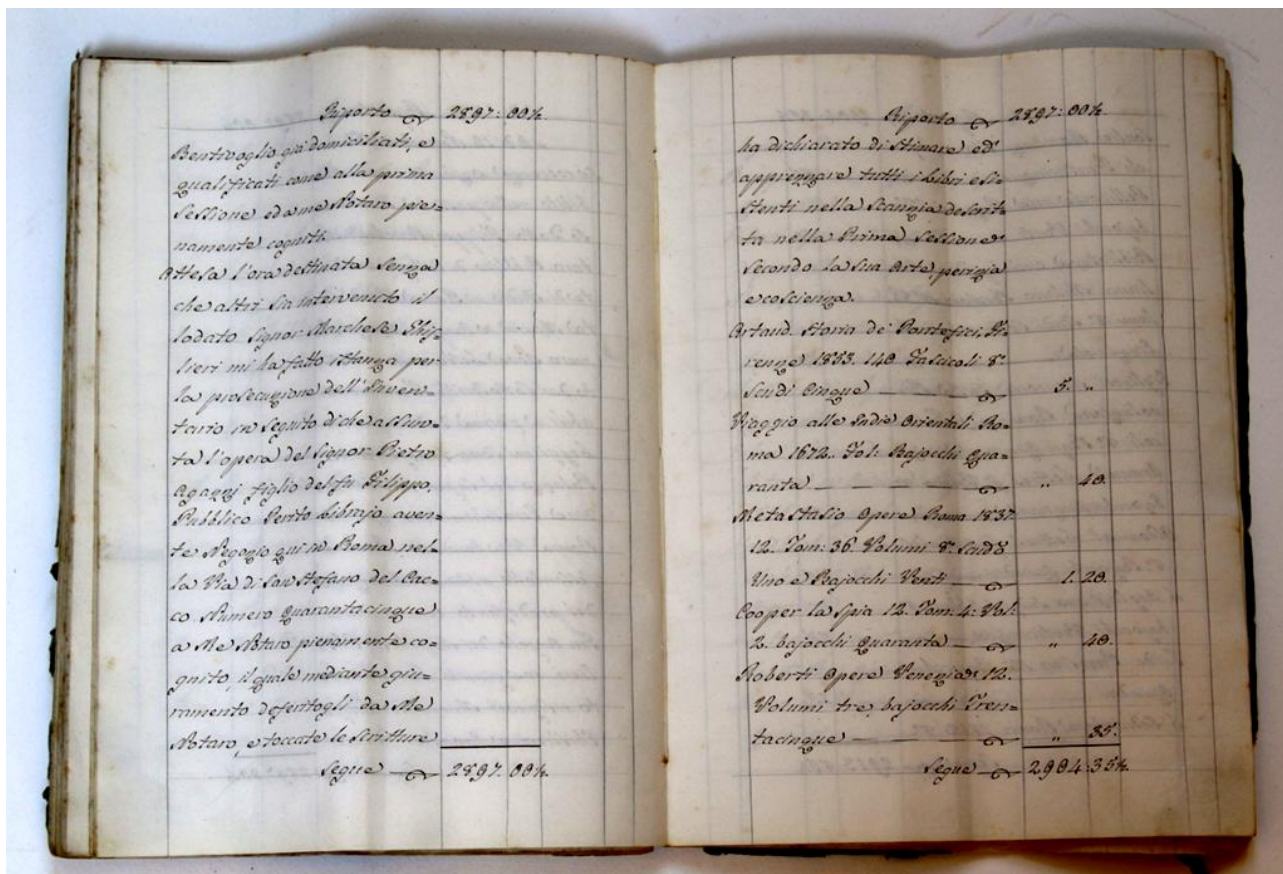 Riporto 2897: 00½
Bentivoglio già domiciliati, e
qualificati come alla prima
Sessione ed a me Notaro pie=
namente cogniti.
Attesa l'ora destinata senza
che altri sia intervenuto il
lodato Signor Marchese Ghis=
lieri mi ha fatto istanza per
la prosecuzione dell'Inven=
tario in seguito di che assun=
ta l'opera del Signor Pietro
Aganzi figlio del fu Filippo,
Pubblico Perito Librajo aven=
te Negozio qui in Roma nel=
la Via di San Stefano del Cac=
co Numero Quarantacinque
a Me Notaro pienamente co=
gnito, il quale mediante giu=
ramento deferitogli da Me
Notaro, e toccate le Scritture
Segue 2897. 00½
Riporto 2897: 00½
ha dichiarato di stimare ed
apprezzare tutti i Libri esi=
stenti nella Scanzia descrit=
ta nella Prima Sessione
secondo la sua Arte, perizia
e coscienza.
Artaud. Storia de' Pontefici, Fi=
renze 1853. 140 Fascicoli 8º
Scudi Cinque 5. „
Viaggio alle Indie Orientali Ro=
ma 1672. Fol: Bajocchi Qua=
ranta „ 40.
Metastasio Opere Roma 1837
12. Tom: 36. Volumi 8º Scudo
Uno e Bajocchi Venti 1. 20.
Cooper la Spia 12. Tom: 4: Vol:
2. bajocchi Quaranta „ 40.
Roberti Opere Venezia 12.
Volumi tre, bajocchi Tren=
tacinque „ 35.
Segue 2904:35½